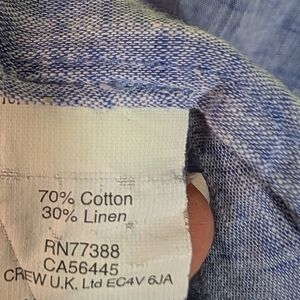 70% Cotton
30% Linen
RN77388
CA56445
CREW U.K. Ltd EC4V 6JA